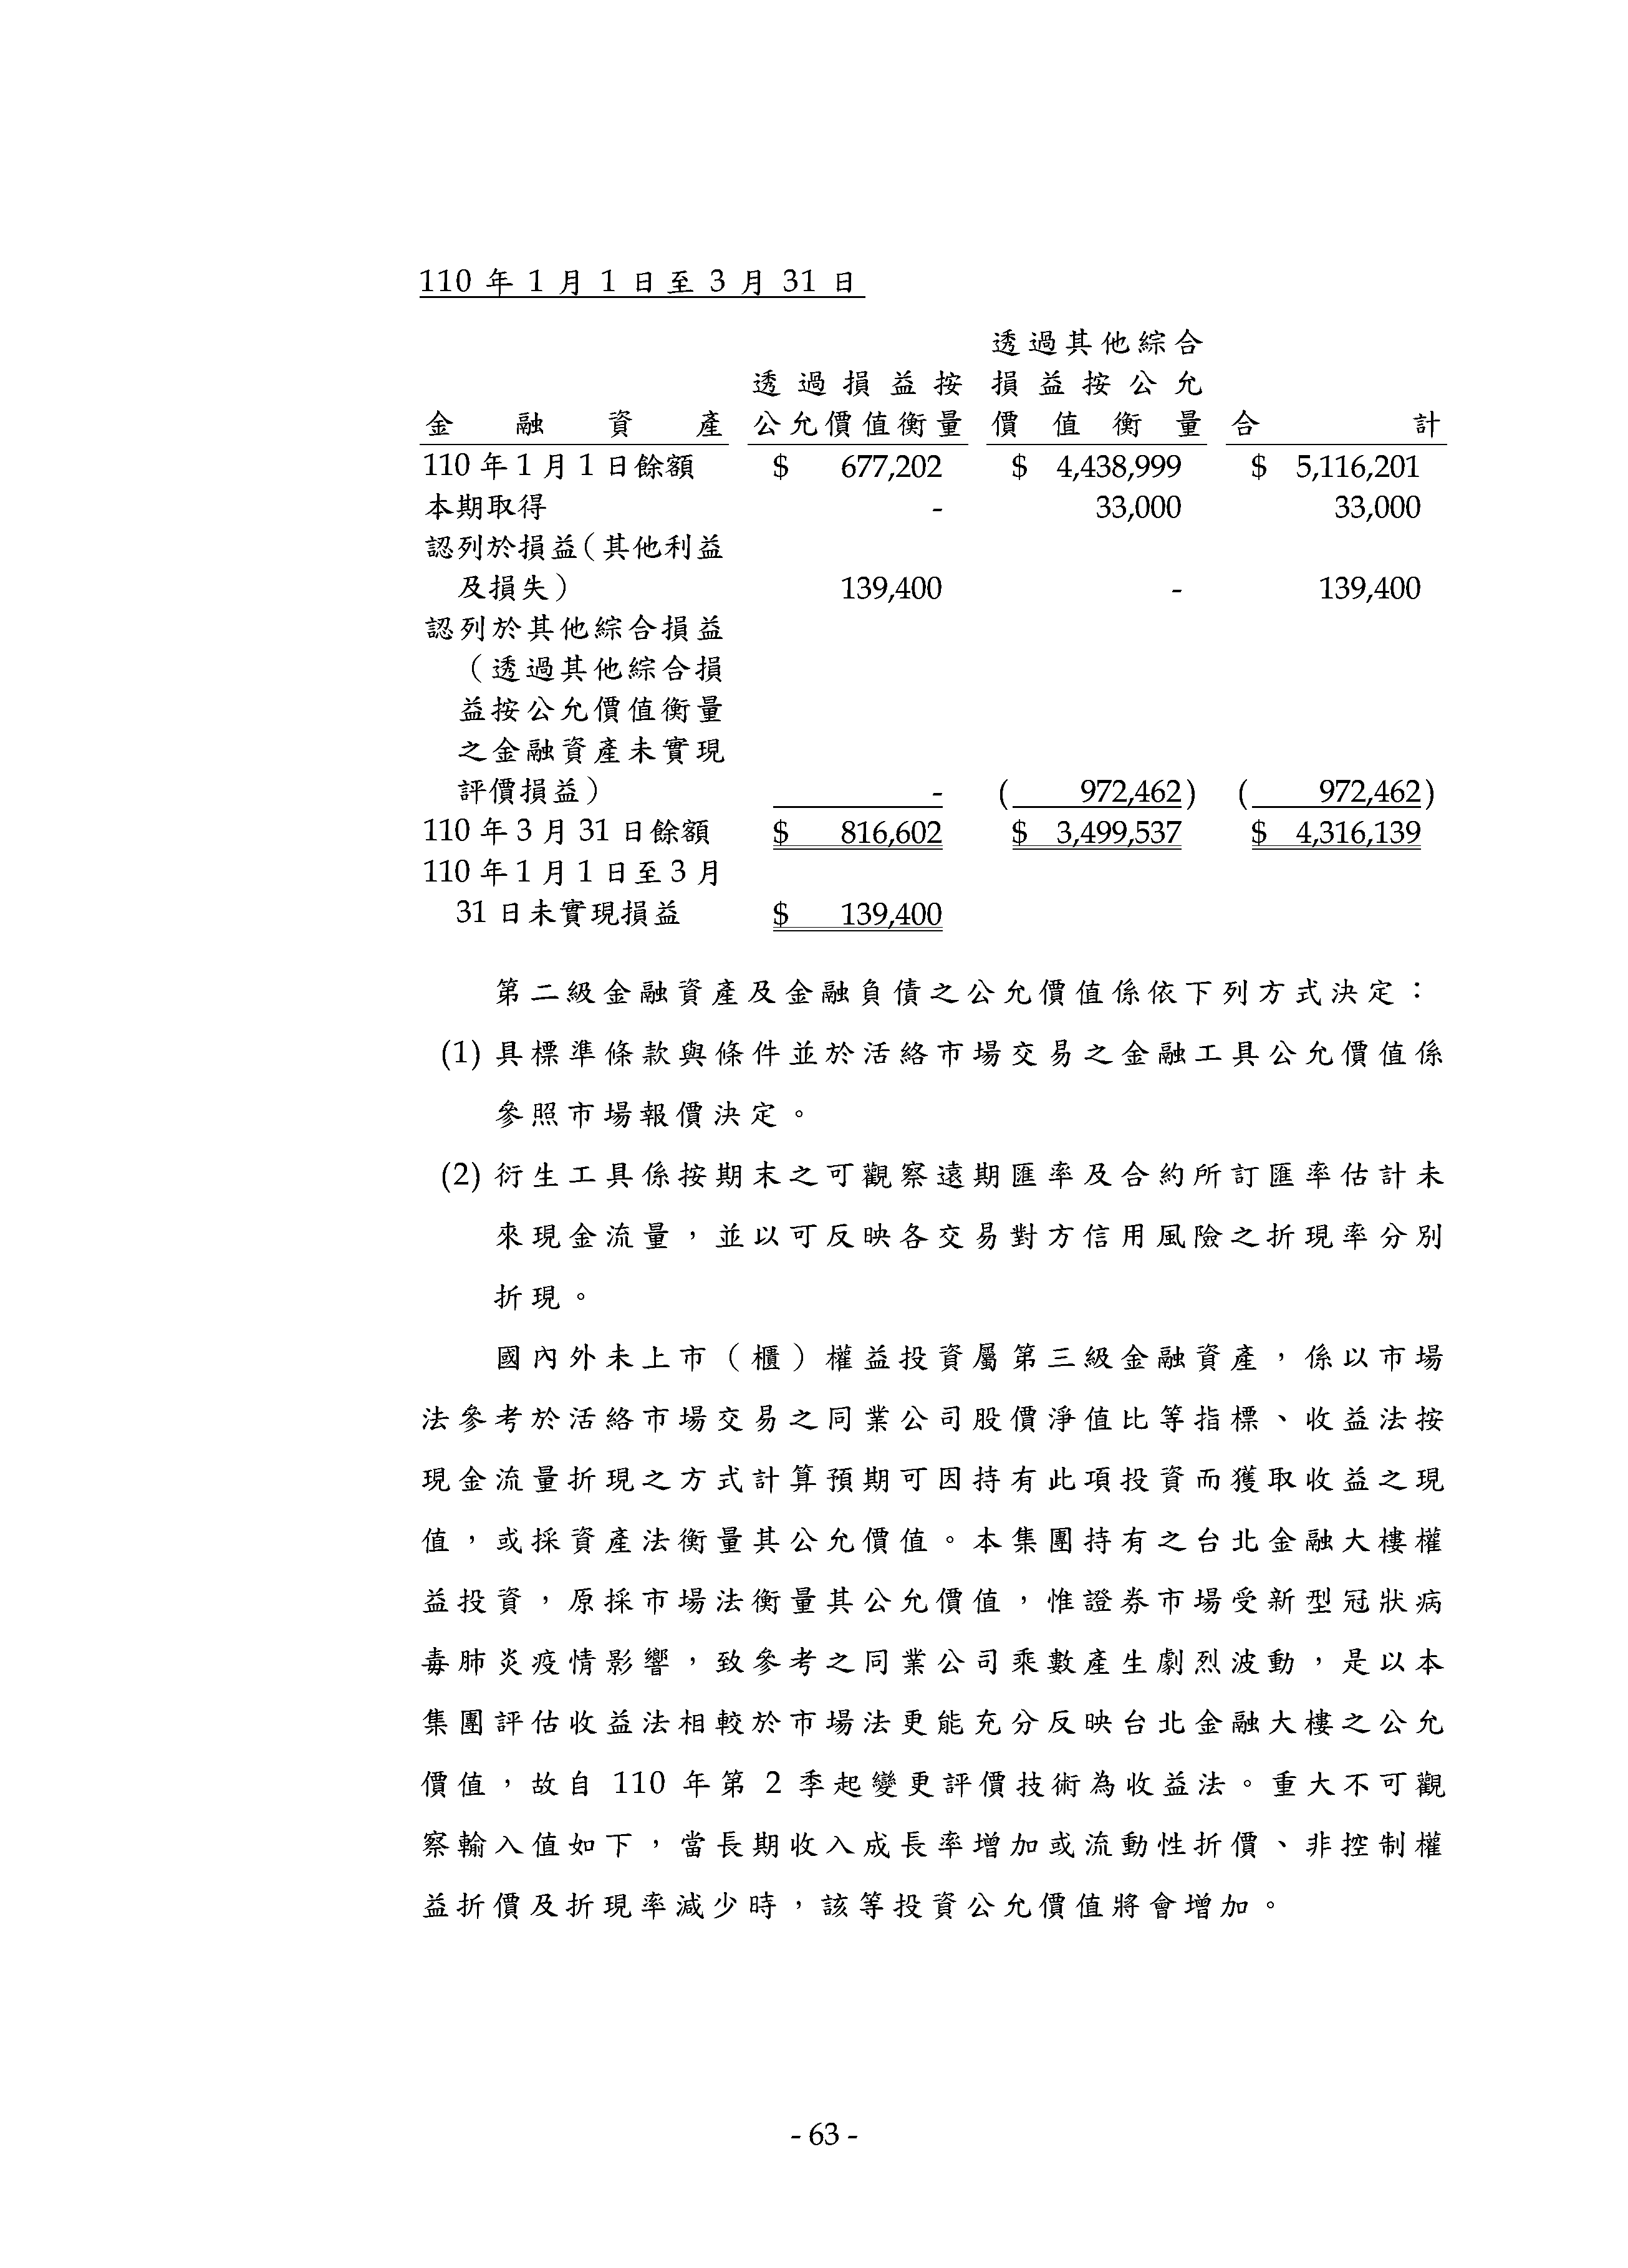 110 年 1 月 1 日至 3 月 31 日
透過其他綜合
透過損益按 損益按公允
金融資產 公允價值衡量 價值衡量 合計
110 年 1 月 1 日餘額 $ 677,202 $ 4,438,999 $ 5,116,201
本期取得 - 33,000 33,000
認列於損益（其他利益
及損失） 139,400 - 139,400
認列於其他綜合損益
（透過其他綜合損
益按公允價值衡量
之金融資產未實現
評價損益） - ( 972,462) ( 972,462)
110 年 3 月 31 日餘額 $ 816,602 $ 3,499,537 $ 4,316,139
110 年 1 月 1 日至 3 月
31 日未實現損益 $ 139,400
第二級金融資產及金融負債之公允價值係依下列方式決定：
(1) 具標準條款與條件並於活絡市場交易之金融工具公允價值係
參照市場報價決定。
(2) 衍生工具係按期末之可觀察遠期匯率及合約所訂匯率估計未
來現金流量，並以可反映各交易對方信用風險之折現率分別
折現。
國內外未上市（櫃）權益投資屬第三級金融資產，係以市場
法參考於活絡市場交易之同業公司股價淨值比等指標、收益法按
現金流量折現之方式計算預期可因持有此項投資而獲取收益之現
值，或採資產法衡量其公允價值。本集團持有之台北金融大樓權
益投資，原採市場法衡量其公允價值，惟證券市場受新型冠狀病
毒肺炎疫情影響，致參考之同業公司乘數產生劇烈波動，是以本
集團評估收益法相較於市場法更能充分反映台北金融大樓之公允
價值，故自 110 年第 2 季起變更評價技術為收益法。重大不可觀
察輸入值如下，當長期收入成長率增加或流動性折價、非控制權
益折價及折現率減少時，該等投資公允價值將會增加。
- 63 -